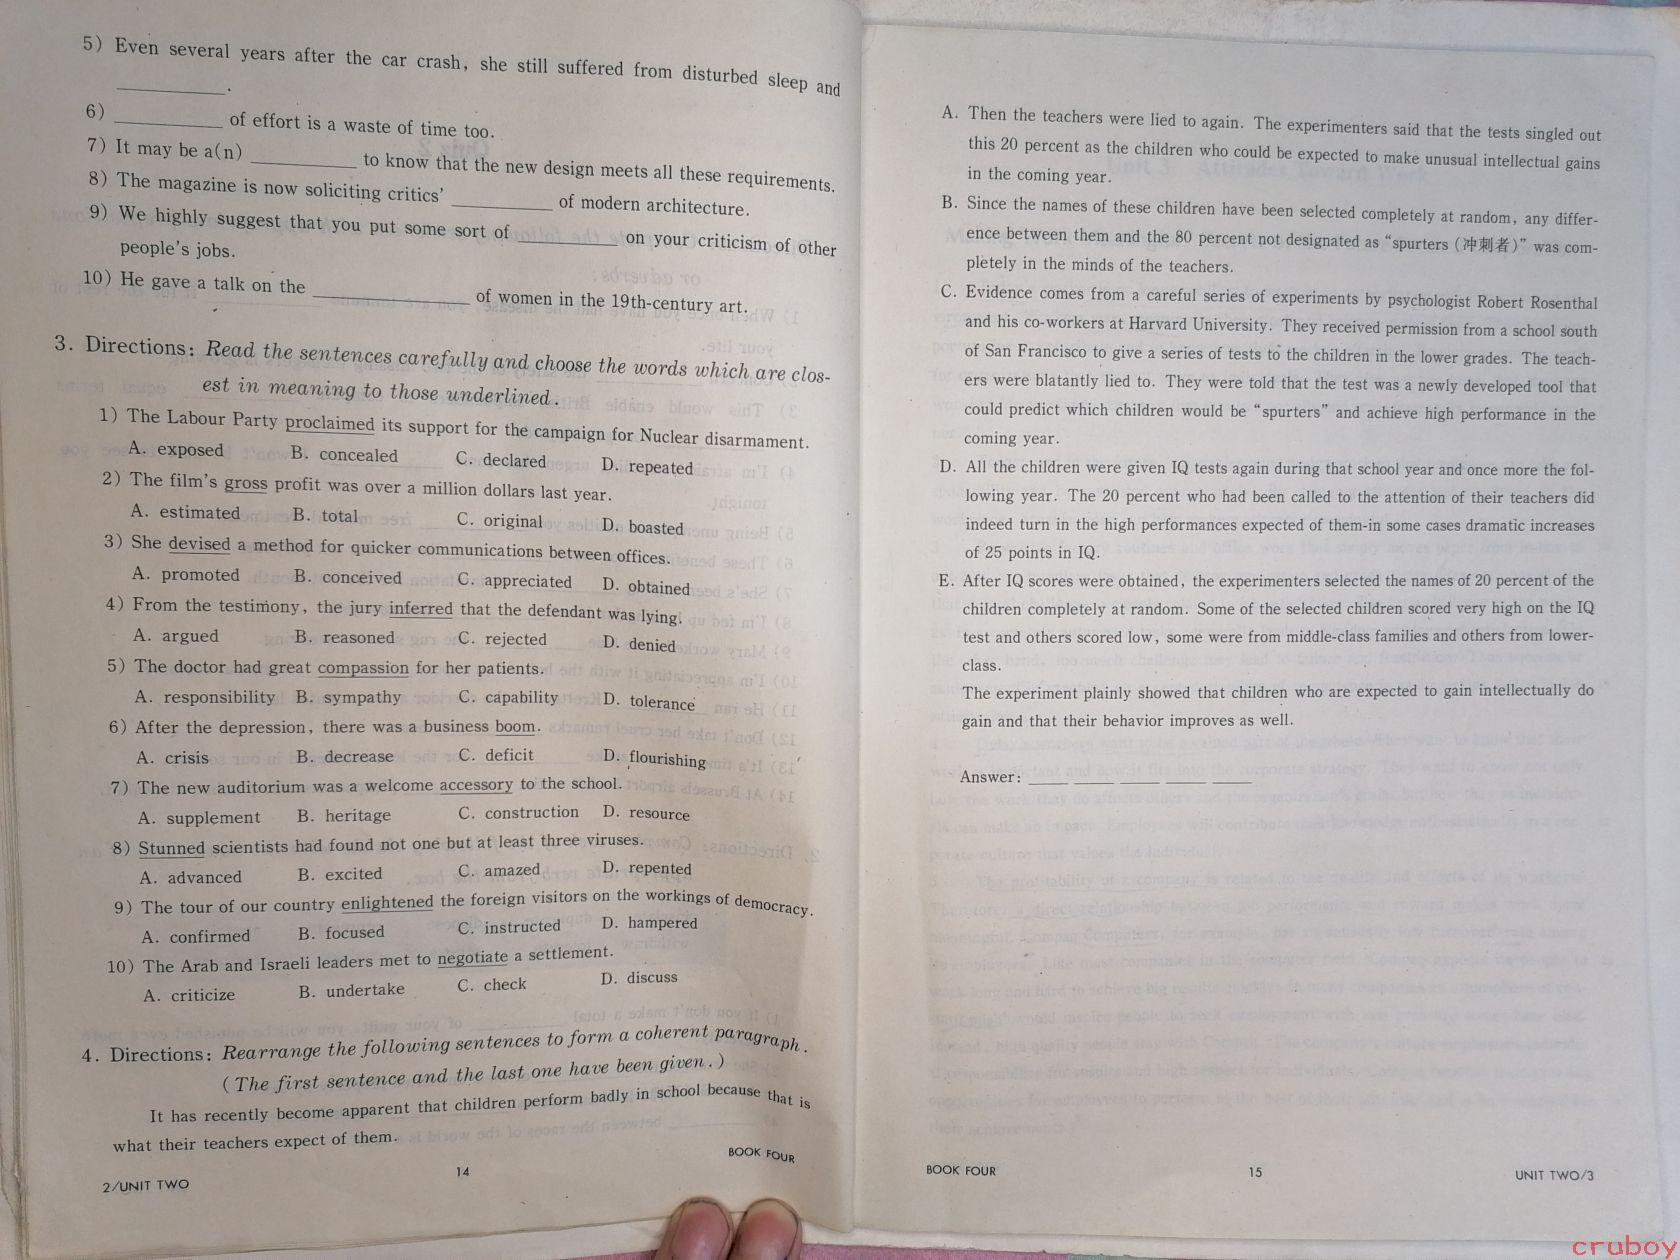 5) Even several years after the car crash, she still suffered from disturbed sleep and
__________.
6) __________ of effort is a waste of time too.
7) It may be a(n) __________ to know that the new design meets all these requirements.
8) The magazine is now soliciting critics' __________ of modern architecture.
9) We highly suggest that you put some sort of __________ on your criticism of other
people's jobs.
10) He gave a talk on the ______________ of women in the 19th-century art.
3. Directions: Read the sentences carefully and choose the words which are clos-
est in meaning to those underlined.
1) The Labour Party proclaimed its support for the campaign for Nuclear disarmament.
A. exposed B. concealed C. declared D. repeated
2) The film's gross profit was over a million dollars last year.
A. estimated B. total C. original D. boasted
3) She devised a method for quicker communications between offices.
A. promoted B. conceived C. appreciated D. obtained
4) From the testimony, the jury inferred that the defendant was lying.
A. argued B. reasoned C. rejected D. denied
5) The doctor had great compassion for her patients.
A. responsibility B. sympathy C. capability D. tolerance
6) After the depression, there was a business boom.
A. crisis B. decrease C. deficit D. flourishing
7) The new auditorium was a welcome accessory to the school.
A. supplement B. heritage C. construction D. resource
8) Stunned scientists had found not one but at least three viruses.
A. advanced B. excited C. amazed D. repented
9) The tour of our country enlightened the foreign visitors on the workings of democracy.
A. confirmed B. focused C. instructed D. hampered
10) The Arab and Israeli leaders met to negotiate a settlement.
A. criticize B. undertake C. check D. discuss
4. Directions: Rearrange the following sentences to form a coherent paragraph.
(The first sentence and the last one have been given.)
It has recently become apparent that children perform badly in school because that is
what their teachers expect of them.
BOOK FOUR
14
2/UNIT TWO
A. Then the teachers were lied to again. The experimenters said that the tests singled out
this 20 percent as the children who could be expected to make unusual intellectual gains
in the coming year.
B. Since the names of these children have been selected completely at random, any differ-
ence between them and the 80 percent not designated as "spurters (冲刺者)" was com-
pletely in the minds of the teachers.
C. Evidence comes from a careful series of experiments by psychologist Robert Rosenthal
and his co-workers at Harvard University. They received permission from a school south
of San Francisco to give a series of tests to the children in the lower grades. The teach-
ers were blatantly lied to. They were told that the test was a newly developed tool that
could predict which children would be "spurters" and achieve high performance in the
coming year.
D. All the children were given IQ tests again during that school year and once more the fol-
lowing year. The 20 percent who had been called to the attention of their teachers did
indeed turn in the high performances expected of them-in some cases dramatic increases
of 25 points in IQ.
E. After IQ scores were obtained, the experimenters selected the names of 20 percent of the
children completely at random. Some of the selected children scored very high on the IQ
test and others scored low, some were from middle-class families and others from lower-
class.
The experiment plainly showed that children who are expected to gain intellectually do
gain and that their behavior improves as well.
Answer: ____ ____ ____ ____ ____
BOOK FOUR
15
UNIT TWO/3
cruboy